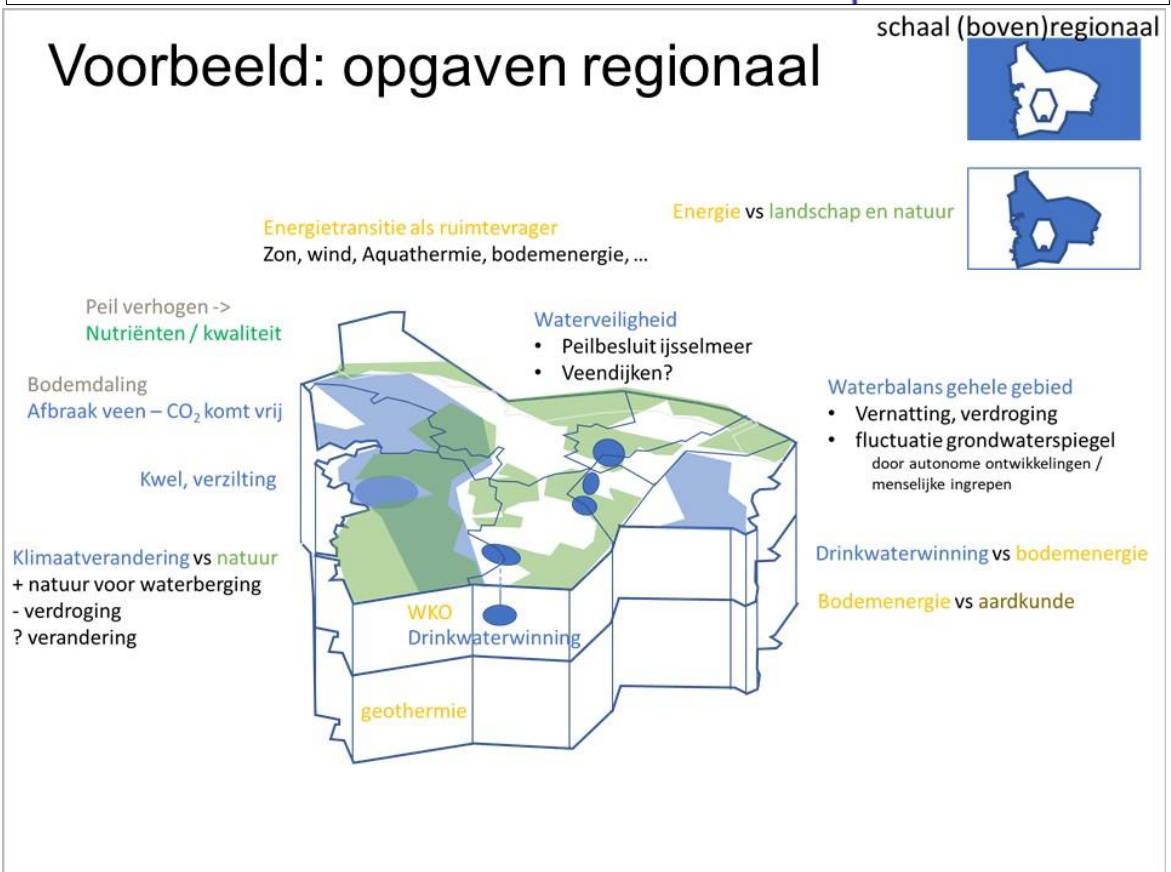 schaal (boven)regionaal
Voorbeeld: opgaven regionaal
Energietransitie als ruimtevrager
Zon, wind, Aquathermie, bodemenergie, ...
Energie vs landschap en natuur
Peil verhogen ->
Nutriënten / kwaliteit
Waterveiligheid
• Peilbesluit ijsselmeer
• Veendijken?
Bodemdaling
Afbraak veen – CO₂ komt vrij
Waterbalans gehele gebied
• Vernatting, verdroging
• fluctuatie grondwaterspiegel
door autonome ontwikkelingen /
menselijke ingrepen
Kwel, verzilting
Klimaatverandering vs natuur
+ natuur voor waterberging
- verdroging
? verandering
Drinkwaterwinning vs bodemenergie
Bodemenergie vs aardkunde
WKO
Drinkwaterwinning
geothermie